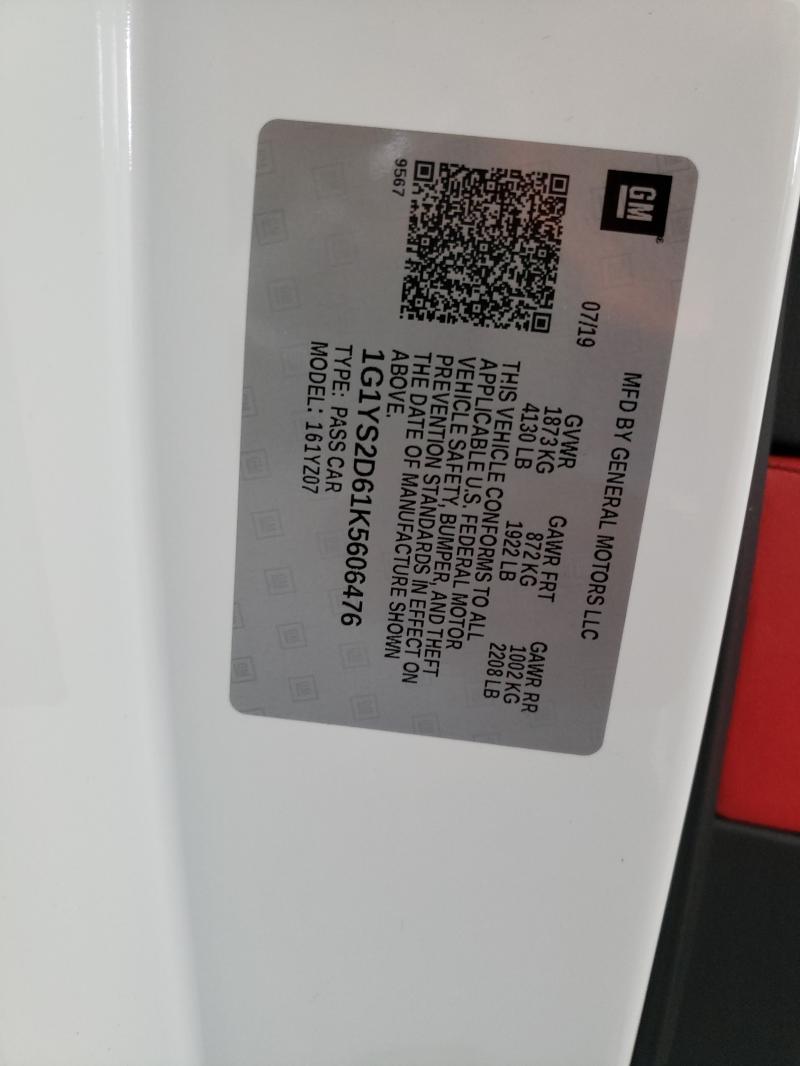 GM
MFD BY GENERAL MOTORS LLC
07/19
GVWR GAWR FRT GAWR RR
1873 KG 872 KG 1002 KG
4130 LB 1922 LB 2208 LB
THIS VEHICLE CONFORMS TO ALL
APPLICABLE U.S. FEDERAL MOTOR
VEHICLE SAFETY, BUMPER, AND THEFT
PREVENTION STANDARDS IN EFFECT ON
THE DATE OF MANUFACTURE SHOWN
ABOVE.
9567
1G1YS2D61K5606476
TYPE: PASS CAR
MODEL: 161YZ07